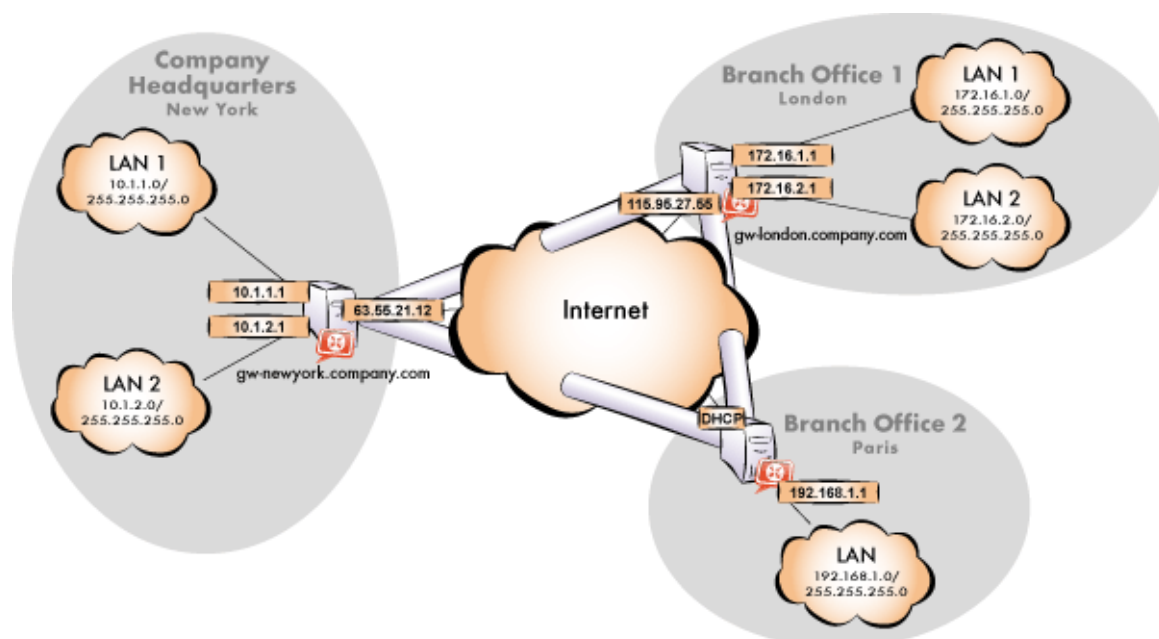 Company
Headquarters
New York
LAN 1
10.1.1.0/
255.255.255.0
10.1.1.1
10.1.2.1
63.55.21.12
gw-newyork.company.com
LAN 2
10.1.2.0/
255.255.255.0
Internet
Branch Office 1
London
LAN 1
172.16.1.0/
255.255.255.0
172.16.1.1
172.16.2.1
115.95.27.55
gw-london.company.com
LAN 2
172.16.2.0/
255.255.255.0
Branch Office 2
Paris
DHCP
192.168.1.1
LAN
192.168.1.0/
255.255.255.0